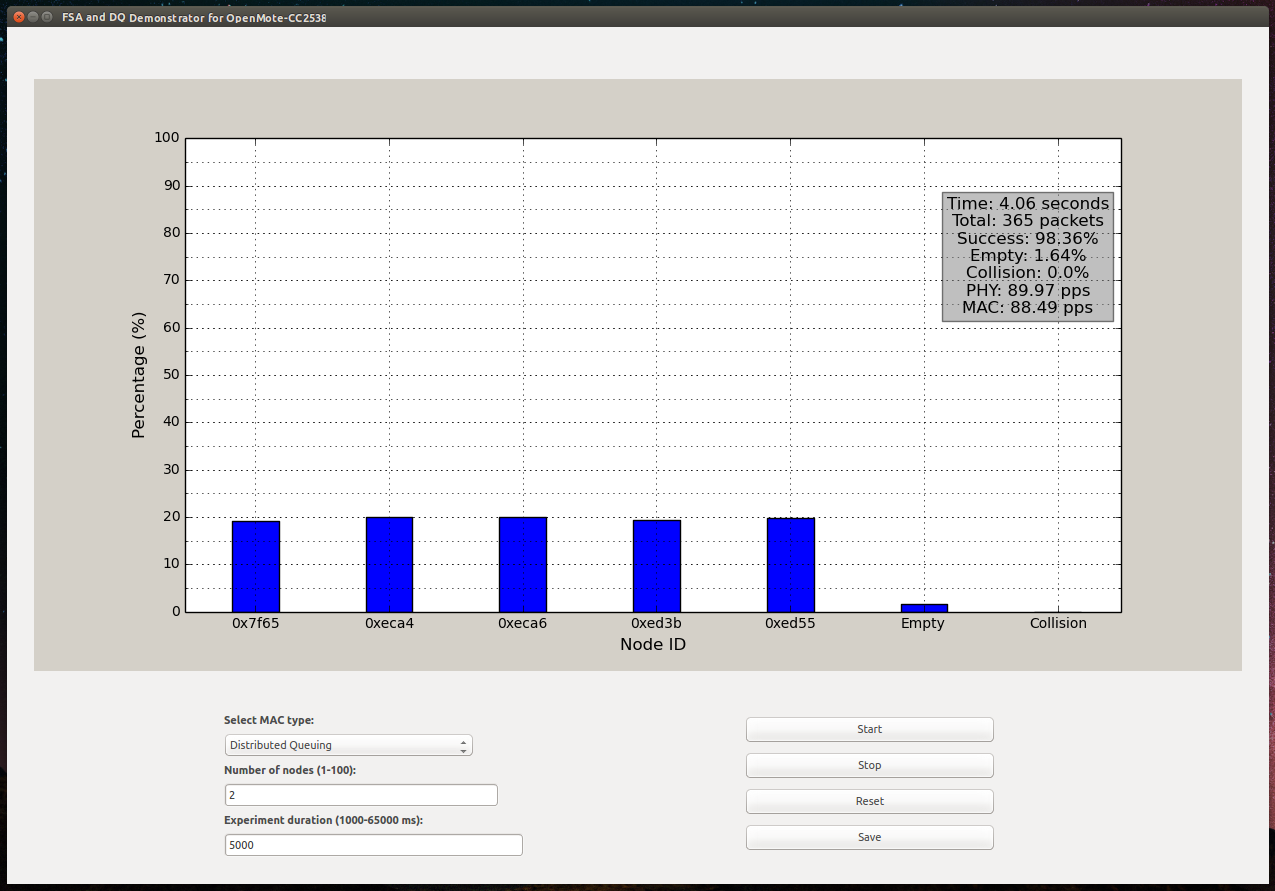 FSA and DQ Demonstrator for OpenMote-CC2538
100
90
80
70
60
50
40
30
20
10
0
Percentage (%)
Time: 4.06 seconds
Total: 365 packets
Success: 98.36%
Empty: 1.64%
Collision: 0.0%
PHY: 89.97 pps
MAC: 88.49 pps
0x7f65 0xeca4 0xeca6 0xed3b 0xed55 Empty Collision
Node ID
Select MAC type:
Distributed Queuing
Number of nodes (1-100):
2
Experiment duration (1000-65000 ms):
5000
Start
Stop
Reset
Save